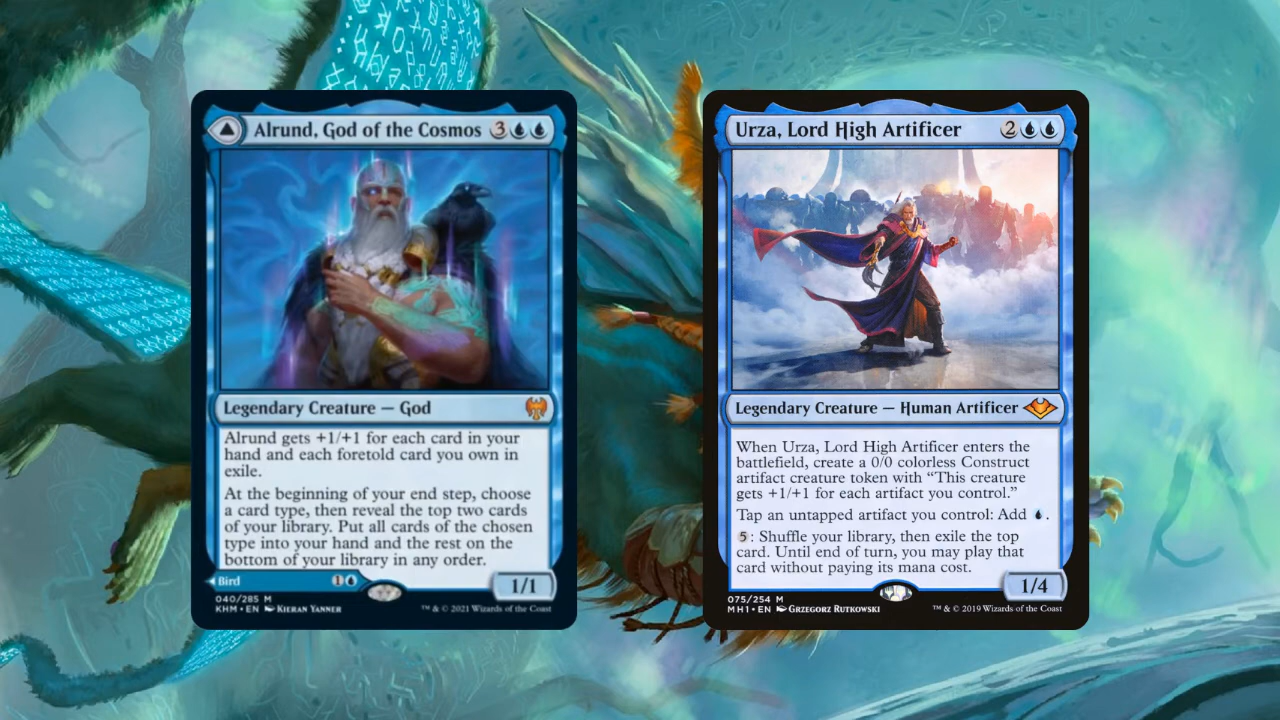 Alrund, God of the Cosmos 3
Legendary Creature — God
Alrund gets +1/+1 for each card in your
hand and each foretold card you own in
exile.
At the beginning of your end step, choose
a card type, then reveal the top two cards
of your library. Put all cards of the chosen
type into your hand and the rest on the
bottom of your library in any order.
Bird 1
1/1
040/285 M
KHM • EN Kieran Yanner
™ & © 2021 Wizards of the Coast
Urza, Lord High Artificer 2
Legendary Creature — Human Artificer
When Urza, Lord High Artificer enters the
battlefield, create a 0/0 colorless Construct
artifact creature token with “This creature
gets +1/+1 for each artifact you control.”
Tap an untapped artifact you control: Add .
5: Shuffle your library, then exile the top
card. Until end of turn, you may play that
card without paying its mana cost.
1/4
075/254 M
MH1 • EN Grzegorz Rutkowski
™ & © 2019 Wizards of the Coast